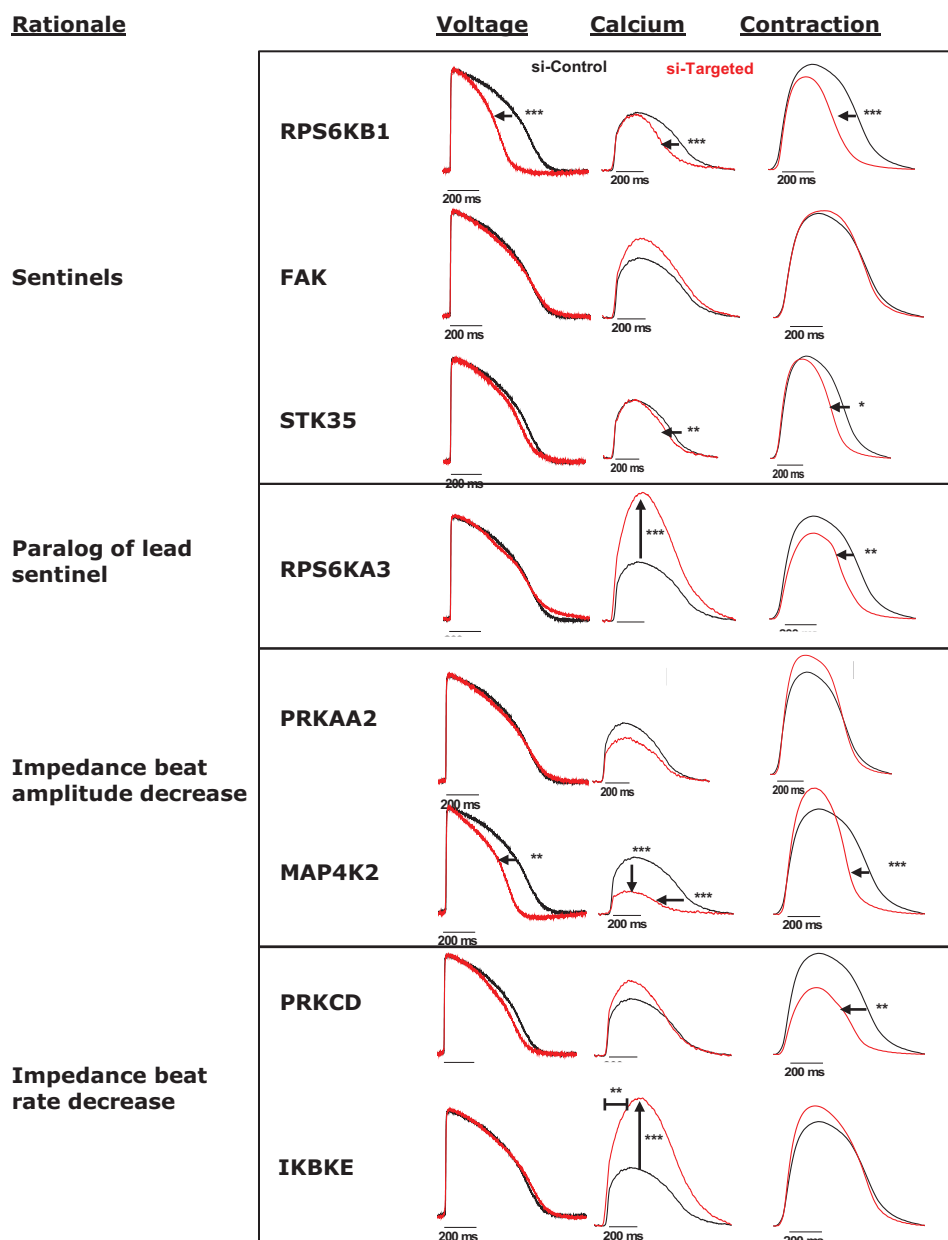 Rationale Voltage Calcium Contraction
si-Control si-Targeted
RPS6KB1
***
***
***
200 ms
200 ms
200 ms
Sentinels
FAK
200 ms
200 ms
200 ms
STK35
**
*
200 ms
200 ms
200 ms
Paralog of lead
sentinel
RPS6KA3
***
**
Impedance beat
amplitude decrease
PRKAA2
200 ms
200 ms
200 ms
MAP4K2
**
***
***
***
200 ms
200 ms
200 ms
Impedance beat
rate decrease
PRKCD
**
200 ms
IKBKE
**
***
200 ms
200 ms
200 ms